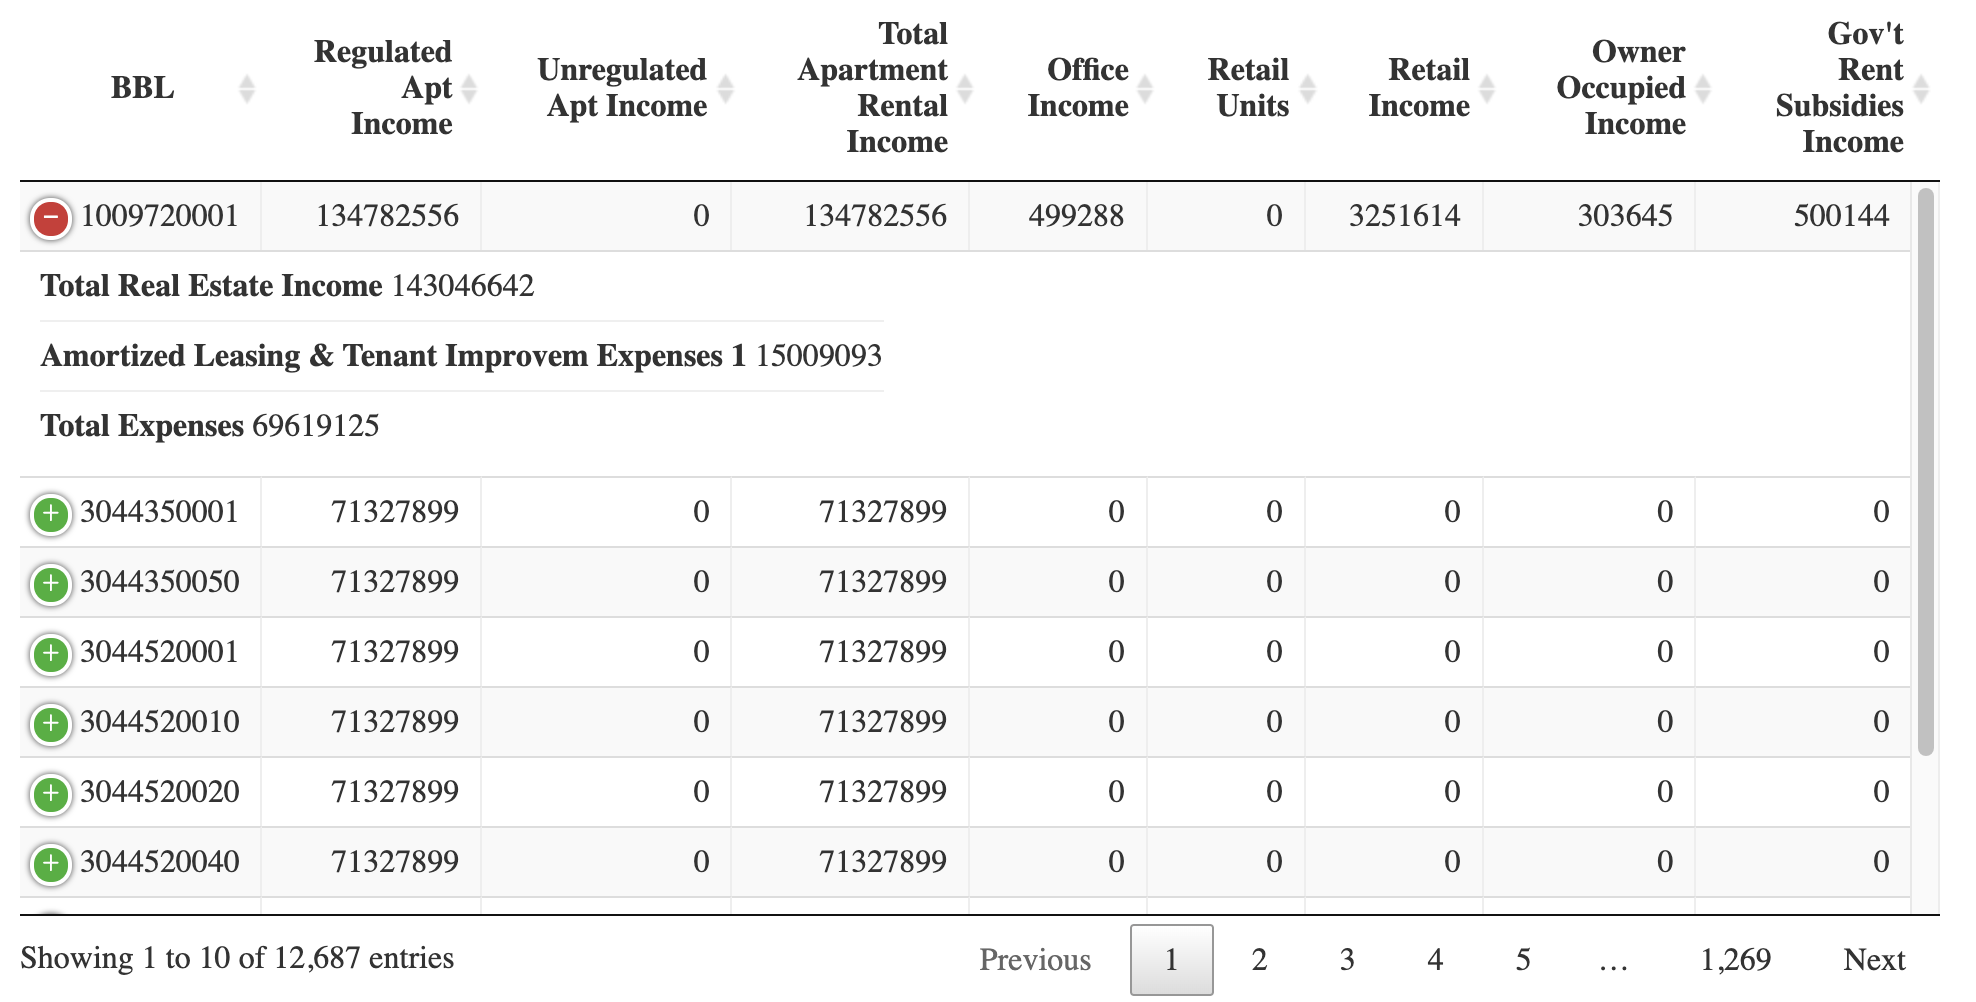 BBL Regulated Apt Income Unregulated Apt Income Total Apartment Rental Income Office Income Retail Units Retail Income Owner Occupied Income Gov't Rent Subsidies Income
1009720001 134782556 0 134782556 499288 0 3251614 303645 500144
Total Real Estate Income 143046642
Amortized Leasing & Tenant Improvem Expenses 1 15009093
Total Expenses 69619125
3044350001 71327899 0 71327899 0 0 0 0 0
3044350050 71327899 0 71327899 0 0 0 0 0
3044520001 71327899 0 71327899 0 0 0 0 0
3044520010 71327899 0 71327899 0 0 0 0 0
3044520020 71327899 0 71327899 0 0 0 0 0
3044520040 71327899 0 71327899 0 0 0 0 0
Showing 1 to 10 of 12,687 entries Previous 1 2 3 4 5 … 1,269 Next